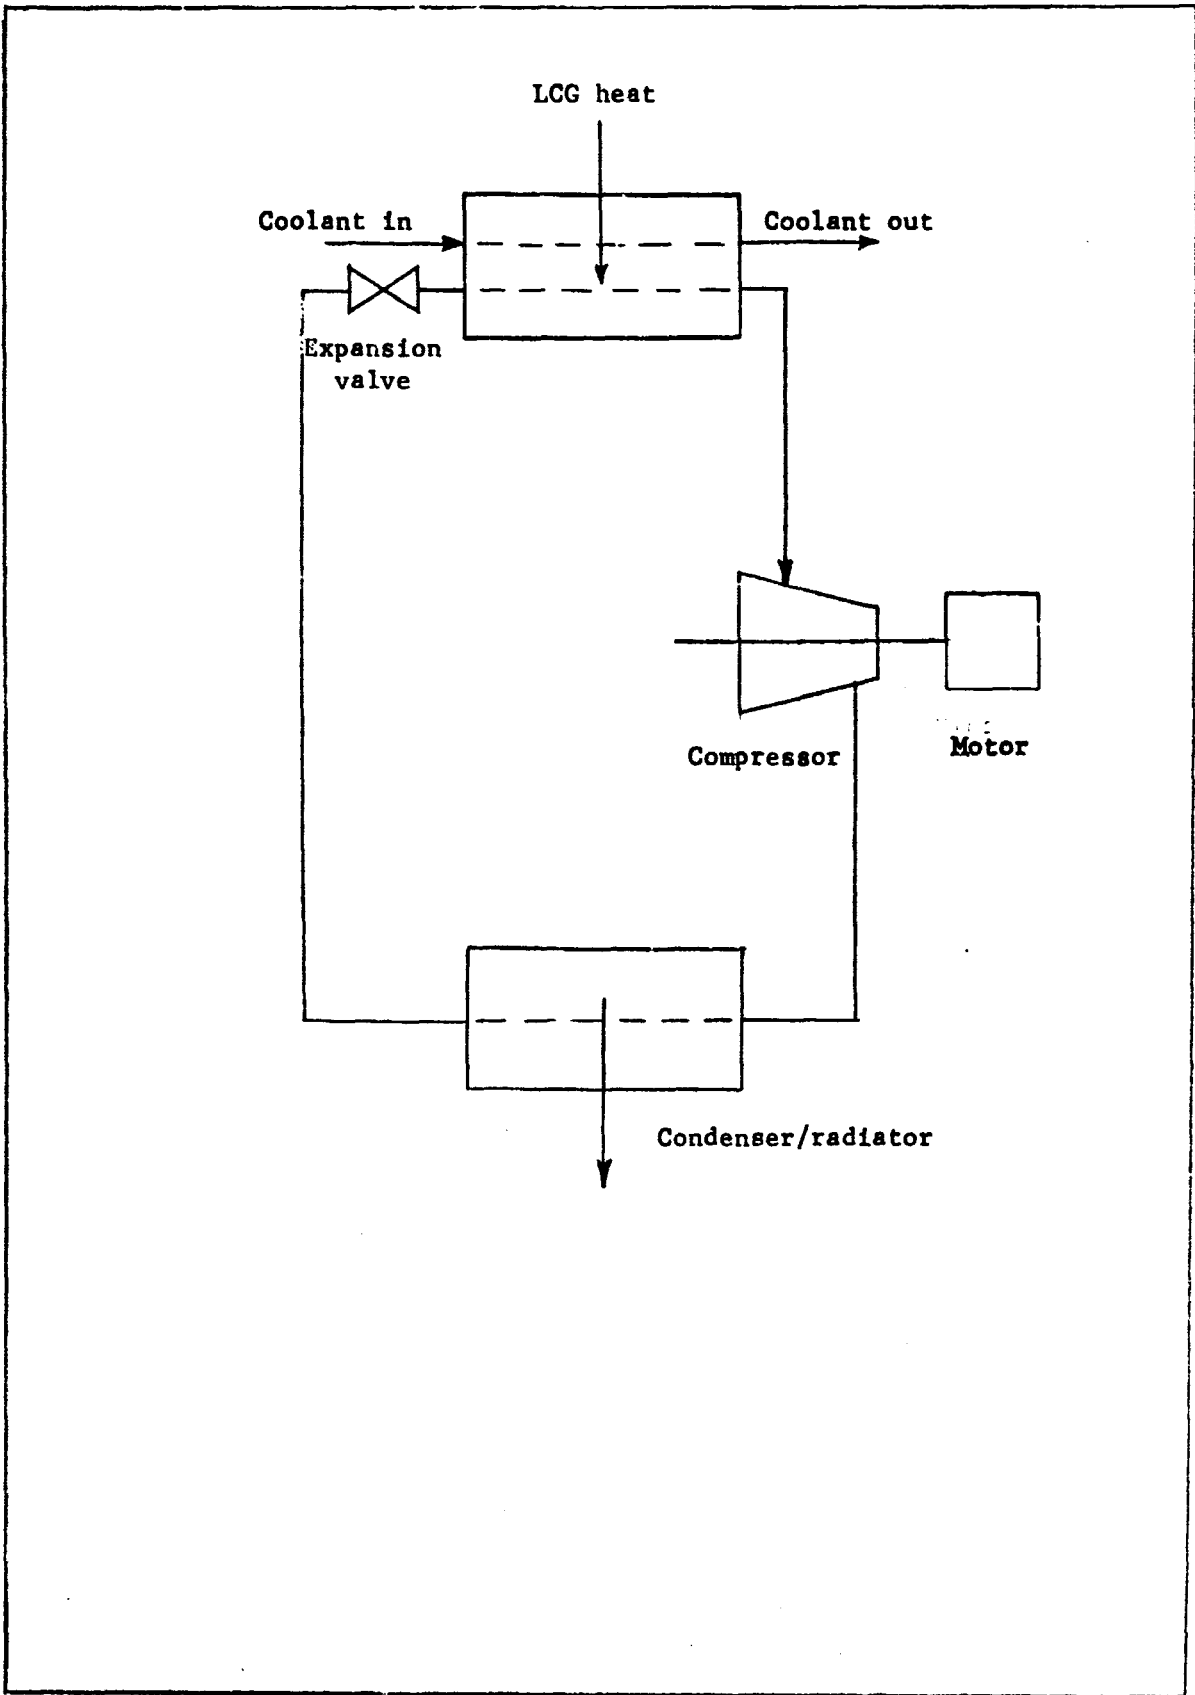 LCG heat
Coolant in
Coolant out
Expansion
valve
Compressor
Motor
Condenser/radiator